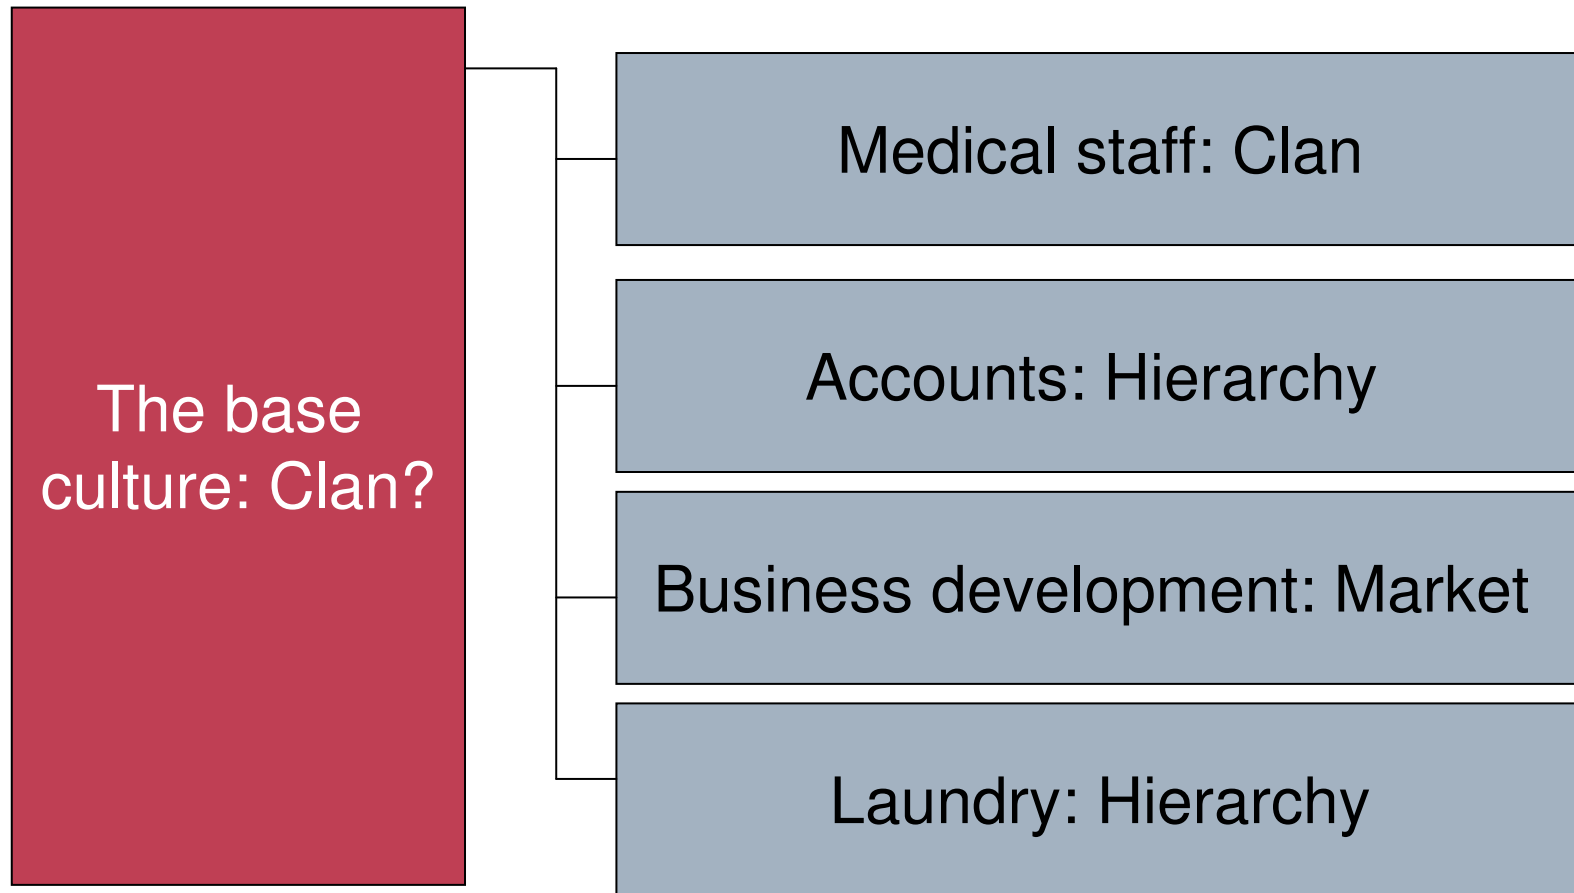 The base
culture: Clan?
Medical staff: Clan
Accounts: Hierarchy
Business development: Market
Laundry: Hierarchy